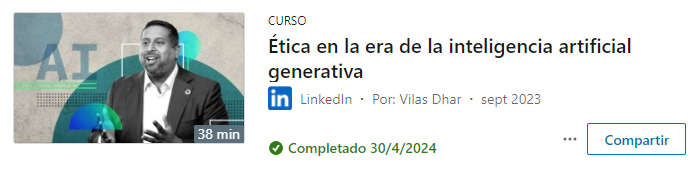 AI
38 min
CURSO
Ética en la era de la inteligencia artificial
generativa
in LinkedIn · Por: Vilas Dhar · sept 2023
Completado 30/4/2024
··· Compartir